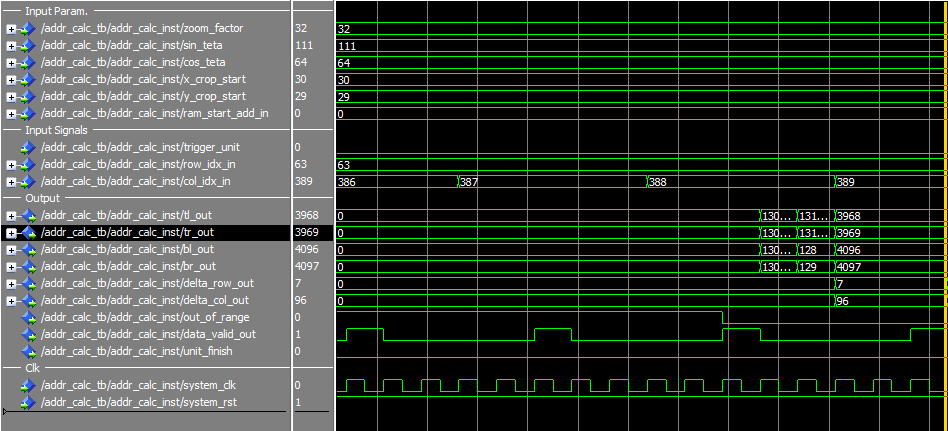 Input Param.
/addr_calc_tb/addr_calc_inst/zoom_factor 32 32
/addr_calc_tb/addr_calc_inst/sin_teta 111 111
/addr_calc_tb/addr_calc_inst/cos_teta 64 64
/addr_calc_tb/addr_calc_inst/x_crop_start 30 30
/addr_calc_tb/addr_calc_inst/y_crop_start 29 29
/addr_calc_tb/addr_calc_inst/ram_start_add_in 0 0
Input Signals
/addr_calc_tb/addr_calc_inst/trigger_unit 0
/addr_calc_tb/addr_calc_inst/row_idx_in 63 63
/addr_calc_tb/addr_calc_inst/col_idx_in 389 386 387 388 389
Output
/addr_calc_tb/addr_calc_inst/tl_out 3968 0 130... 131... 3968
/addr_calc_tb/addr_calc_inst/tr_out 3969 0 130... 131... 3969
/addr_calc_tb/addr_calc_inst/bl_out 4096 0 130... 128 4096
/addr_calc_tb/addr_calc_inst/br_out 4097 0 130... 129 4097
/addr_calc_tb/addr_calc_inst/delta_row_out 7 0 7
/addr_calc_tb/addr_calc_inst/delta_col_out 96 0 96
/addr_calc_tb/addr_calc_inst/out_of_range 0
/addr_calc_tb/addr_calc_inst/data_valid_out 1
/addr_calc_tb/addr_calc_inst/unit_finish 0
Clk
/addr_calc_tb/addr_calc_inst/system_clk 0
/addr_calc_tb/addr_calc_inst/system_rst 1